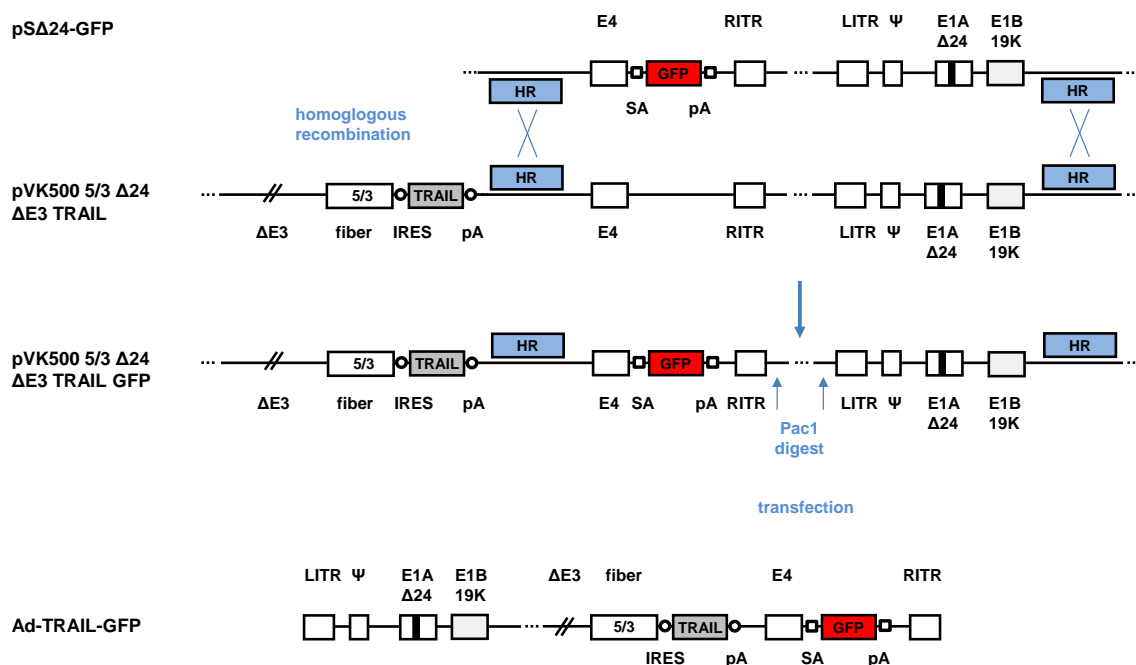 E4 RITR LITR Ψ E1A E1B
pSΔ24-GFP Δ24 19K
... GFP ... ...
HR HR
SA pA
homoglogous
recombination
HR HR
pVK500 5/3 Δ24 ... 5/3 TRAIL ... ...
ΔE3 TRAIL
ΔE3 fiber IRES pA E4 RITR LITR Ψ E1A E1B
Δ24 19K
HR HR
pVK500 5/3 Δ24 ... 5/3 TRAIL GFP ... ...
ΔE3 TRAIL GFP
ΔE3 fiber IRES pA E4 SA pA RITR LITR Ψ E1A E1B
Δ24 19K
Pac1
digest
transfection
LITR Ψ E1A E1B ΔE3 fiber E4 RITR
Δ24 19K
Ad-TRAIL-GFP ... 5/3 TRAIL GFP
IRES pA SA pA